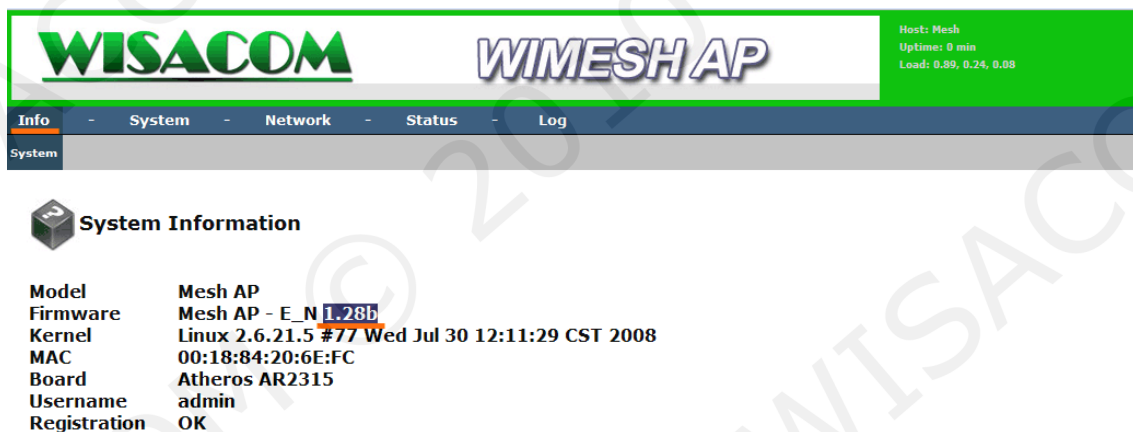 WISACOM WIMESH AP
Host: Mesh
Uptime: 0 min
Load: 0.89, 0.24, 0.08
Info - System - Network - Status - Log
System
System Information
Model Mesh AP
Firmware Mesh AP - E_N 1.28b
Kernel Linux 2.6.21.5 #77 Wed Jul 30 12:11:29 CST 2008
MAC 00:18:84:20:6E:FC
Board Atheros AR2315
Username admin
Registration OK
© 2010
WISACO